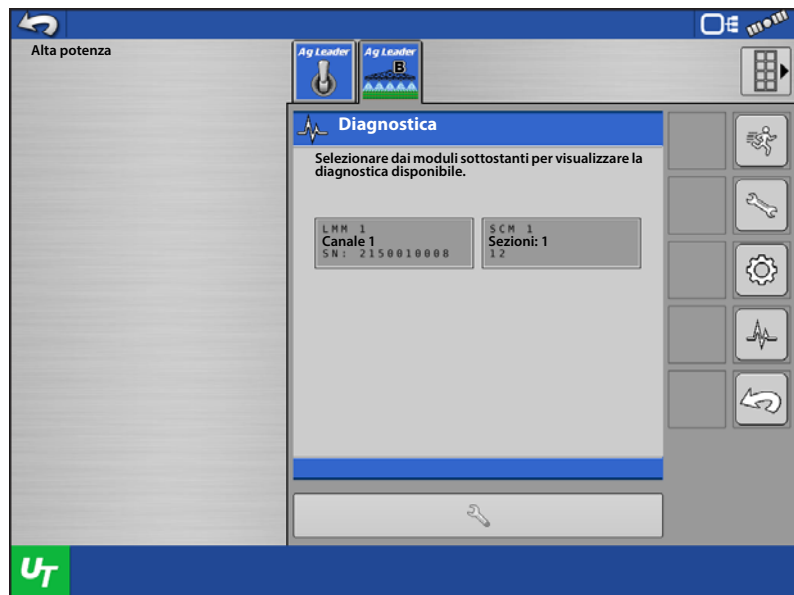 Alta potenza
Ag Leader
Ag Leader
B
Diagnostica
Selezionare dai moduli sottostanti per visualizzare la
diagnostica disponibile.
LMM 1
Canale 1
SN: 2150010008
SCM 1
Sezioni: 1
12
UT